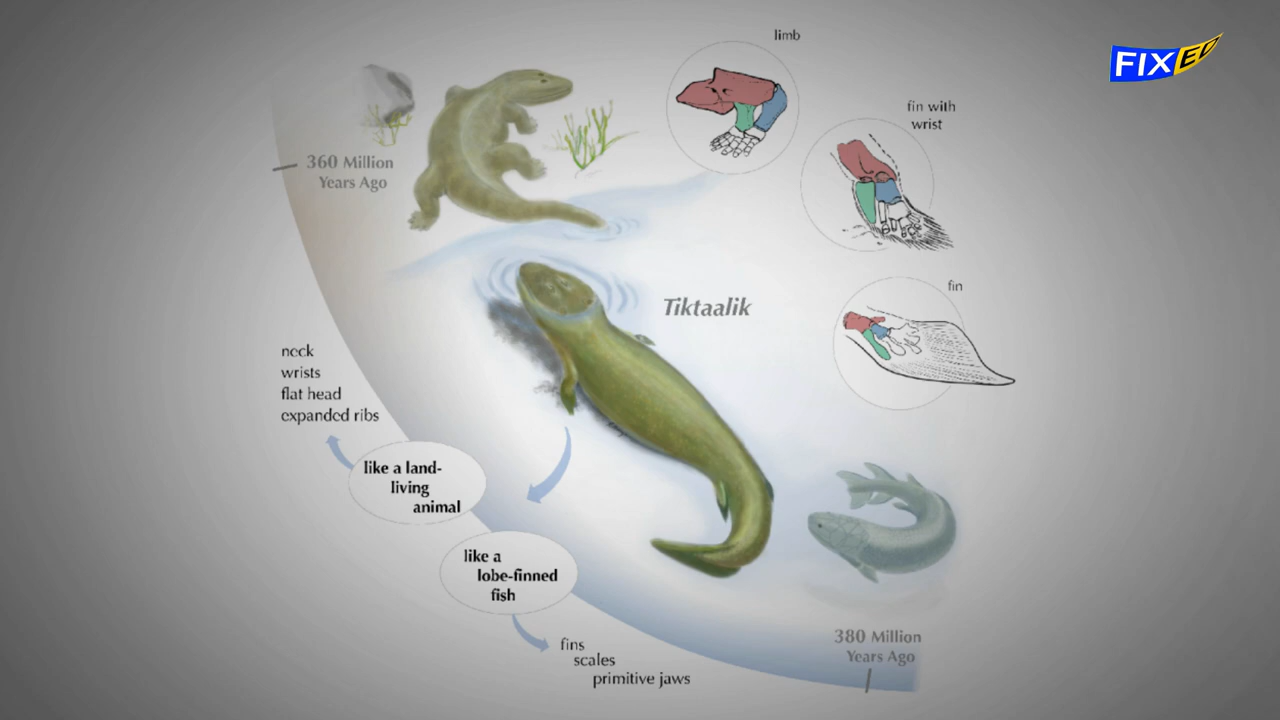 limb
FIXED
fin with
wrist
360 Million
Years Ago
fin
Tiktaalik
neck
wrists
flat head
expanded ribs
like a land-
living
animal
like a
lobe-finned
fish
fins
scales
primitive jaws
380 Million
Years Ago